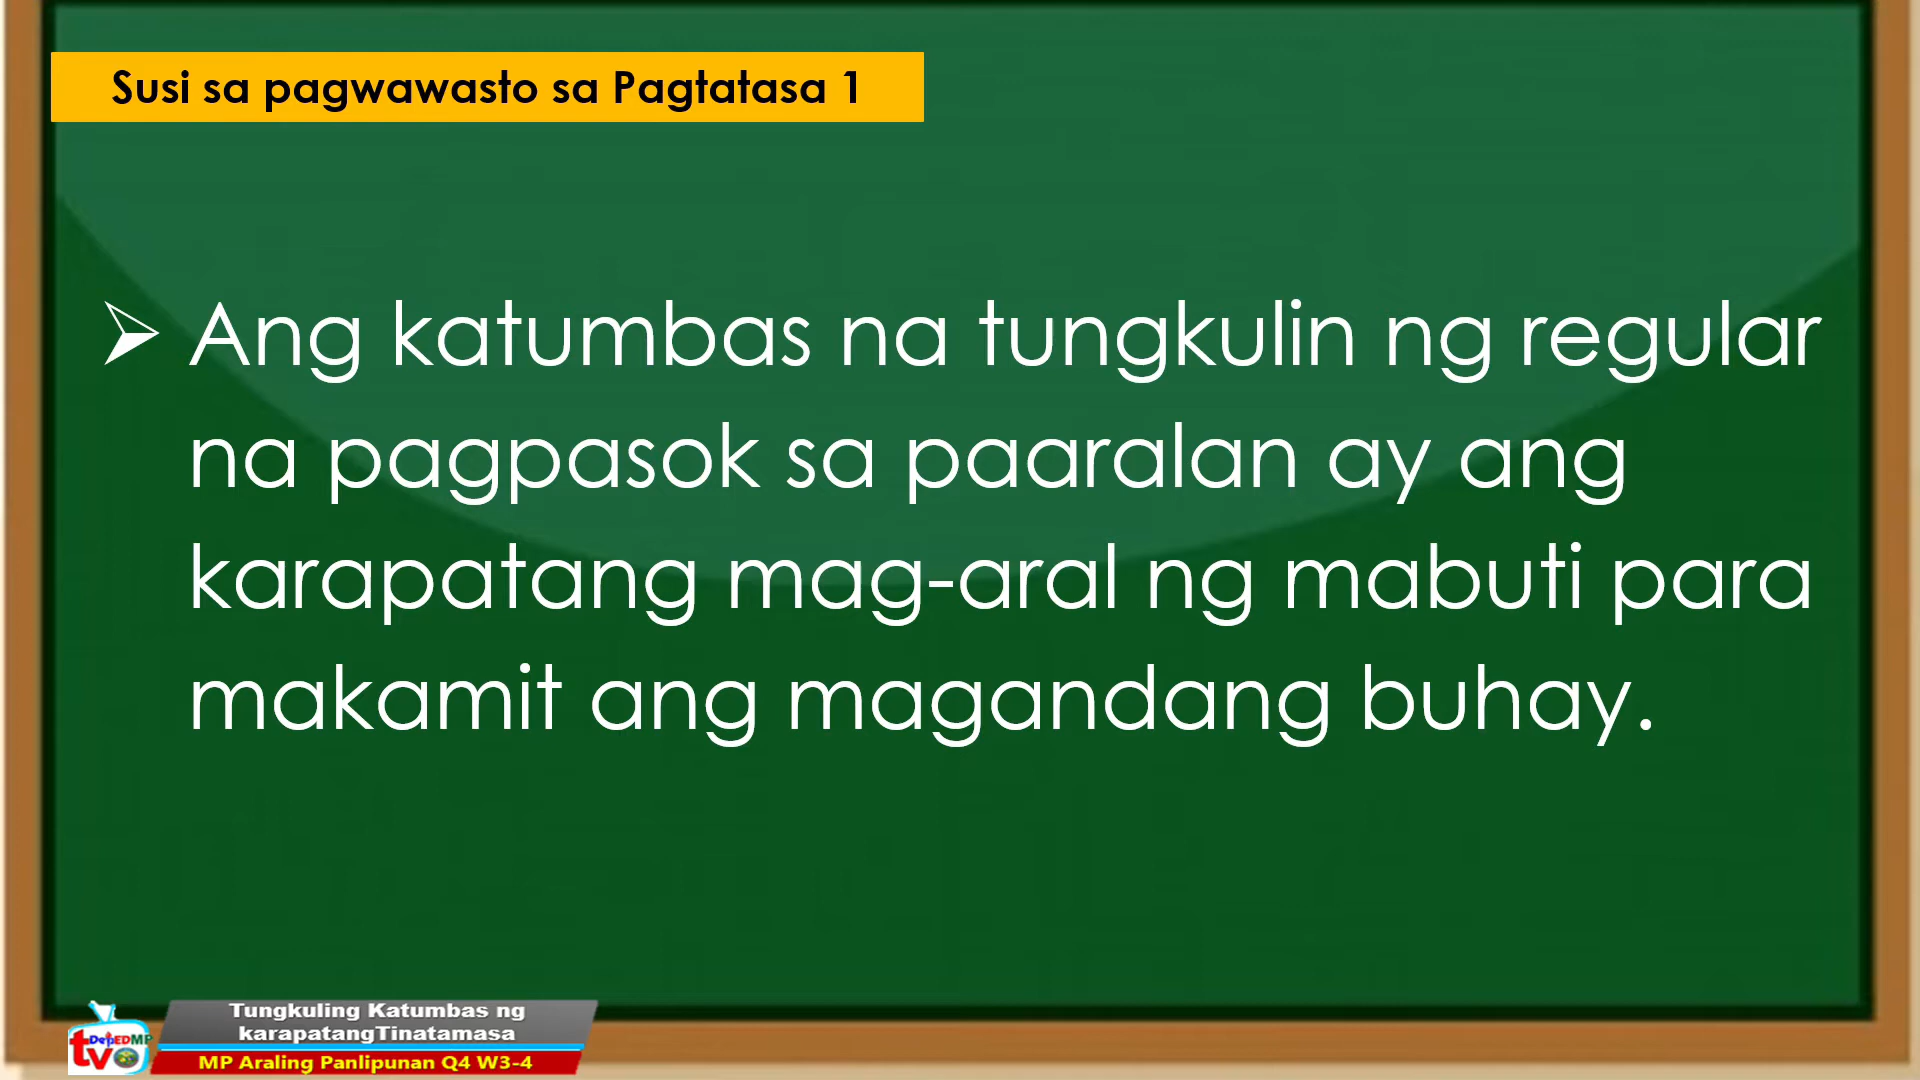 Susi sa pagwawasto sa Pagtatasa 1
Ang katumbas na tungkulin ng regular
na pagpasok sa paaralan ay ang
karapatang mag-aral ng mabuti para
makamit ang magandang buhay.
Tungkuling Katumbas ng
karapatangTinatamasa
DepEDMP
tv
MP Araling Panlipunan Q4 W3-4